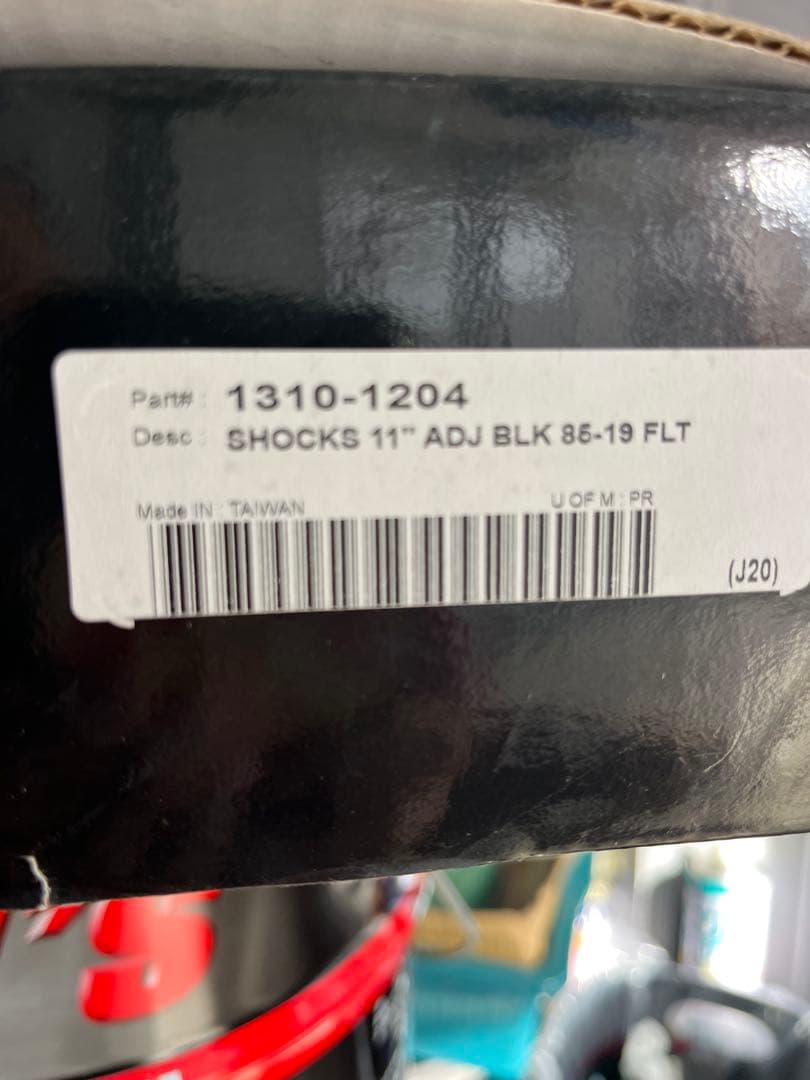 Part# : 1310-1204
Desc : SHOCKS 11" ADJ BLK 85-19 FLT
Made IN : TAIWAN U OF M : PR
(J20)
'S